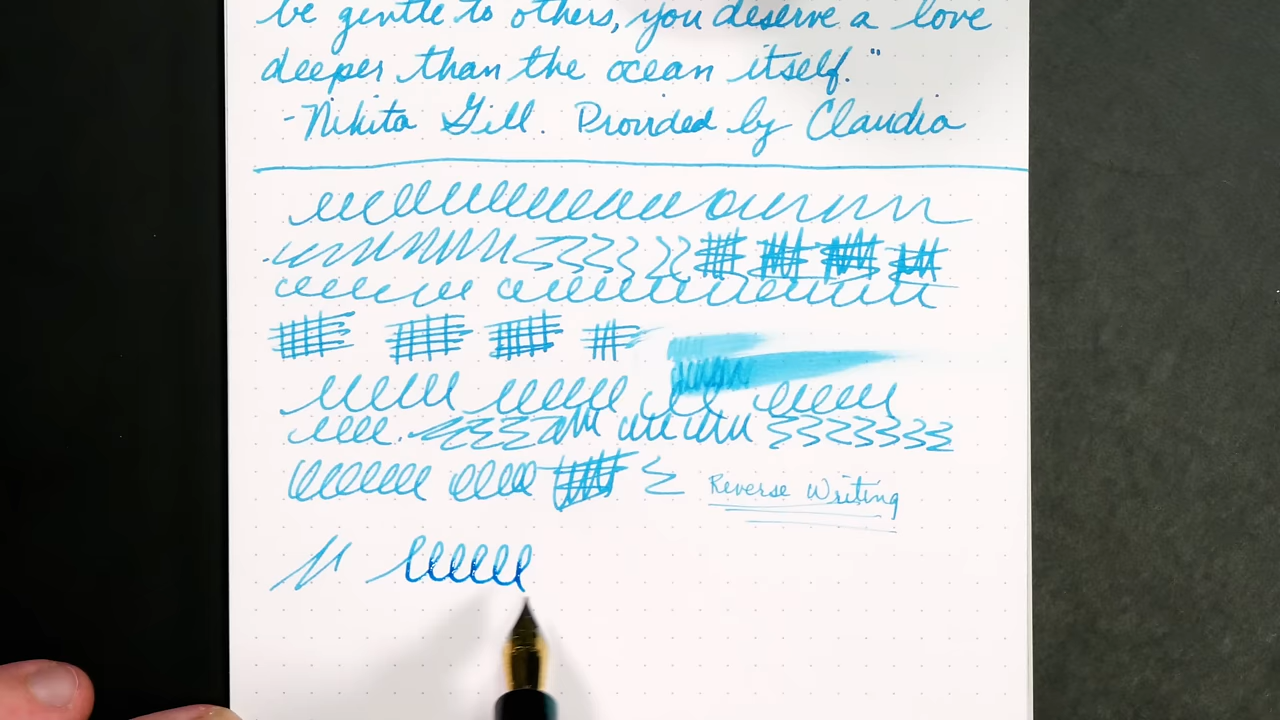 be gentle to others, you deserve a love
deeper than the ocean itself."
-Nikita Gill. Provided by Claudia
Reverse Writing